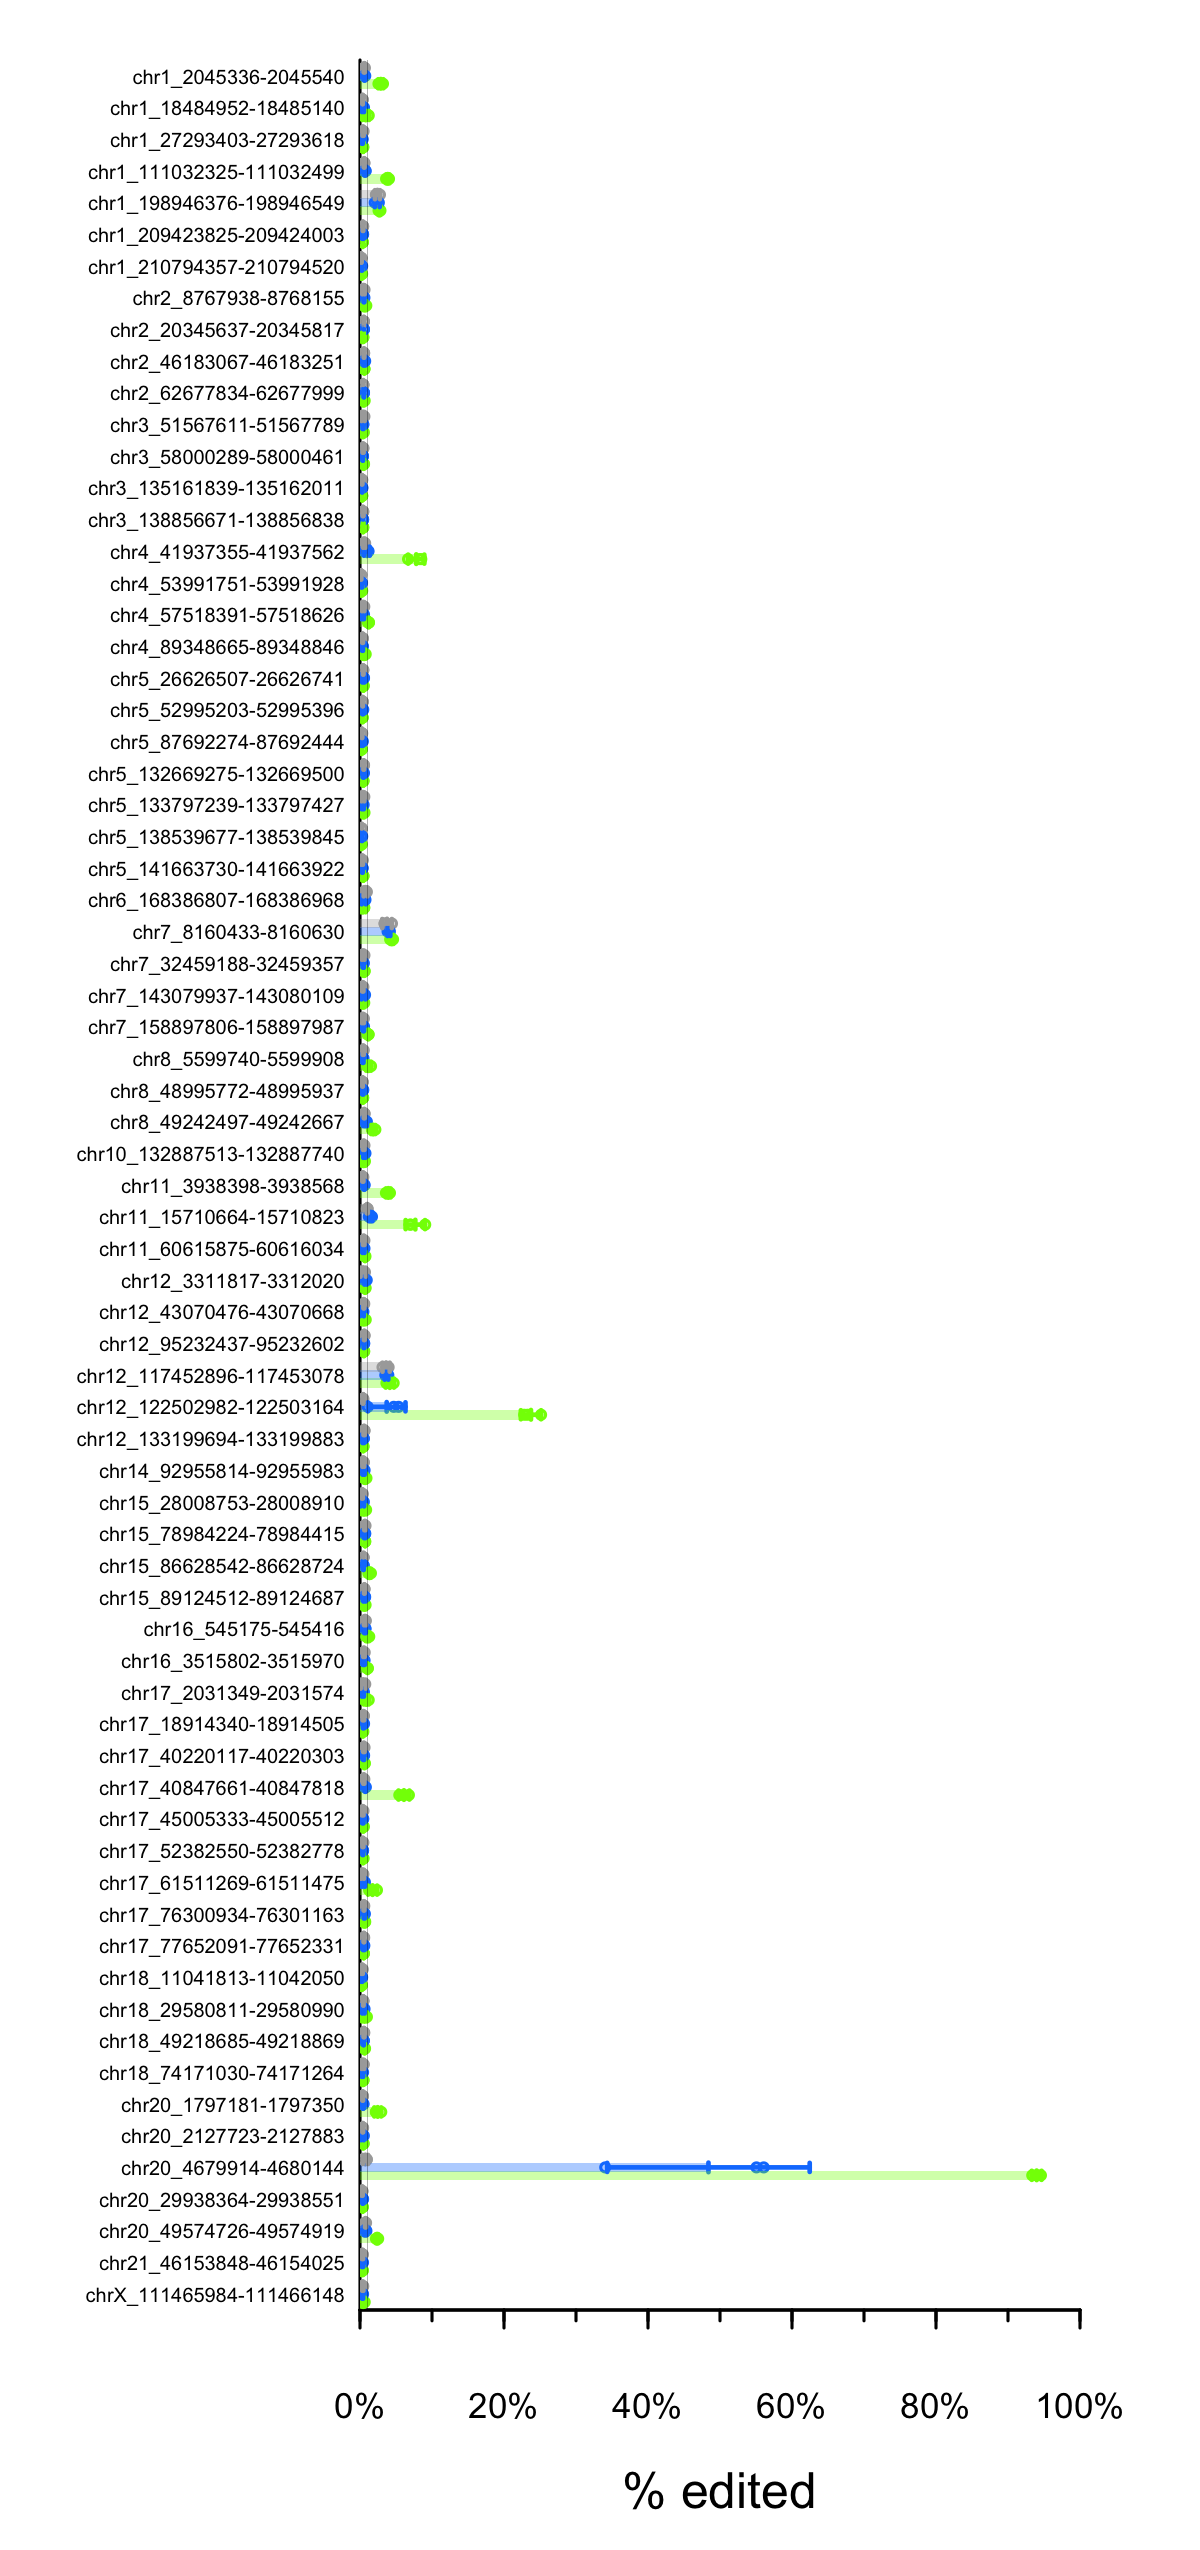 chr1_2045336-2045540
chr1_18484952-18485140
chr1_27293403-27293618
chr1_111032325-111032499
chr1_198946376-198946549
chr1_209423825-209424003
chr1_210794357-210794520
chr2_8767938-8768155
chr2_20345637-20345817
chr2_46183067-46183251
chr2_62677834-62677999
chr3_51567611-51567789
chr3_58000289-58000461
chr3_135161839-135162011
chr3_138856671-138856838
chr4_41937355-41937562
chr4_53991751-53991928
chr4_57518391-57518626
chr4_89348665-89348846
chr5_26626507-26626741
chr5_52995203-52995396
chr5_87692274-87692444
chr5_132669275-132669500
chr5_133797239-133797427
chr5_138539677-138539845
chr5_141663730-141663922
chr6_168386807-168386968
chr7_8160433-8160630
chr7_32459188-32459357
chr7_143079937-143080109
chr7_158897806-158897987
chr8_5599740-5599908
chr8_48995772-48995937
chr8_49242497-49242667
chr10_132887513-132887740
chr11_3938398-3938568
chr11_15710664-15710823
chr11_60615875-60616034
chr12_3311817-3312020
chr12_43070476-43070668
chr12_95232437-95232602
chr12_117452896-117453078
chr12_122502982-122503164
chr12_133199694-133199883
chr14_92955814-92955983
chr15_28008753-28008910
chr15_78984224-78984415
chr15_86628542-86628724
chr15_89124512-89124687
chr16_545175-545416
chr16_3515802-3515970
chr17_2031349-2031574
chr17_18914340-18914505
chr17_40220117-40220303
chr17_40847661-40847818
chr17_45005333-45005512
chr17_52382550-52382778
chr17_61511269-61511475
chr17_76300934-76301163
chr17_77652091-77652331
chr18_11041813-11042050
chr18_29580811-29580990
chr18_49218685-49218869
chr18_74171030-74171264
chr20_1797181-1797350
chr20_2127723-2127883
chr20_4679914-4680144
chr20_29938364-29938551
chr20_49574726-49574919
chr21_46153848-46154025
chrX_111465984-111466148
0% 20% 40% 60% 80% 100%
% edited